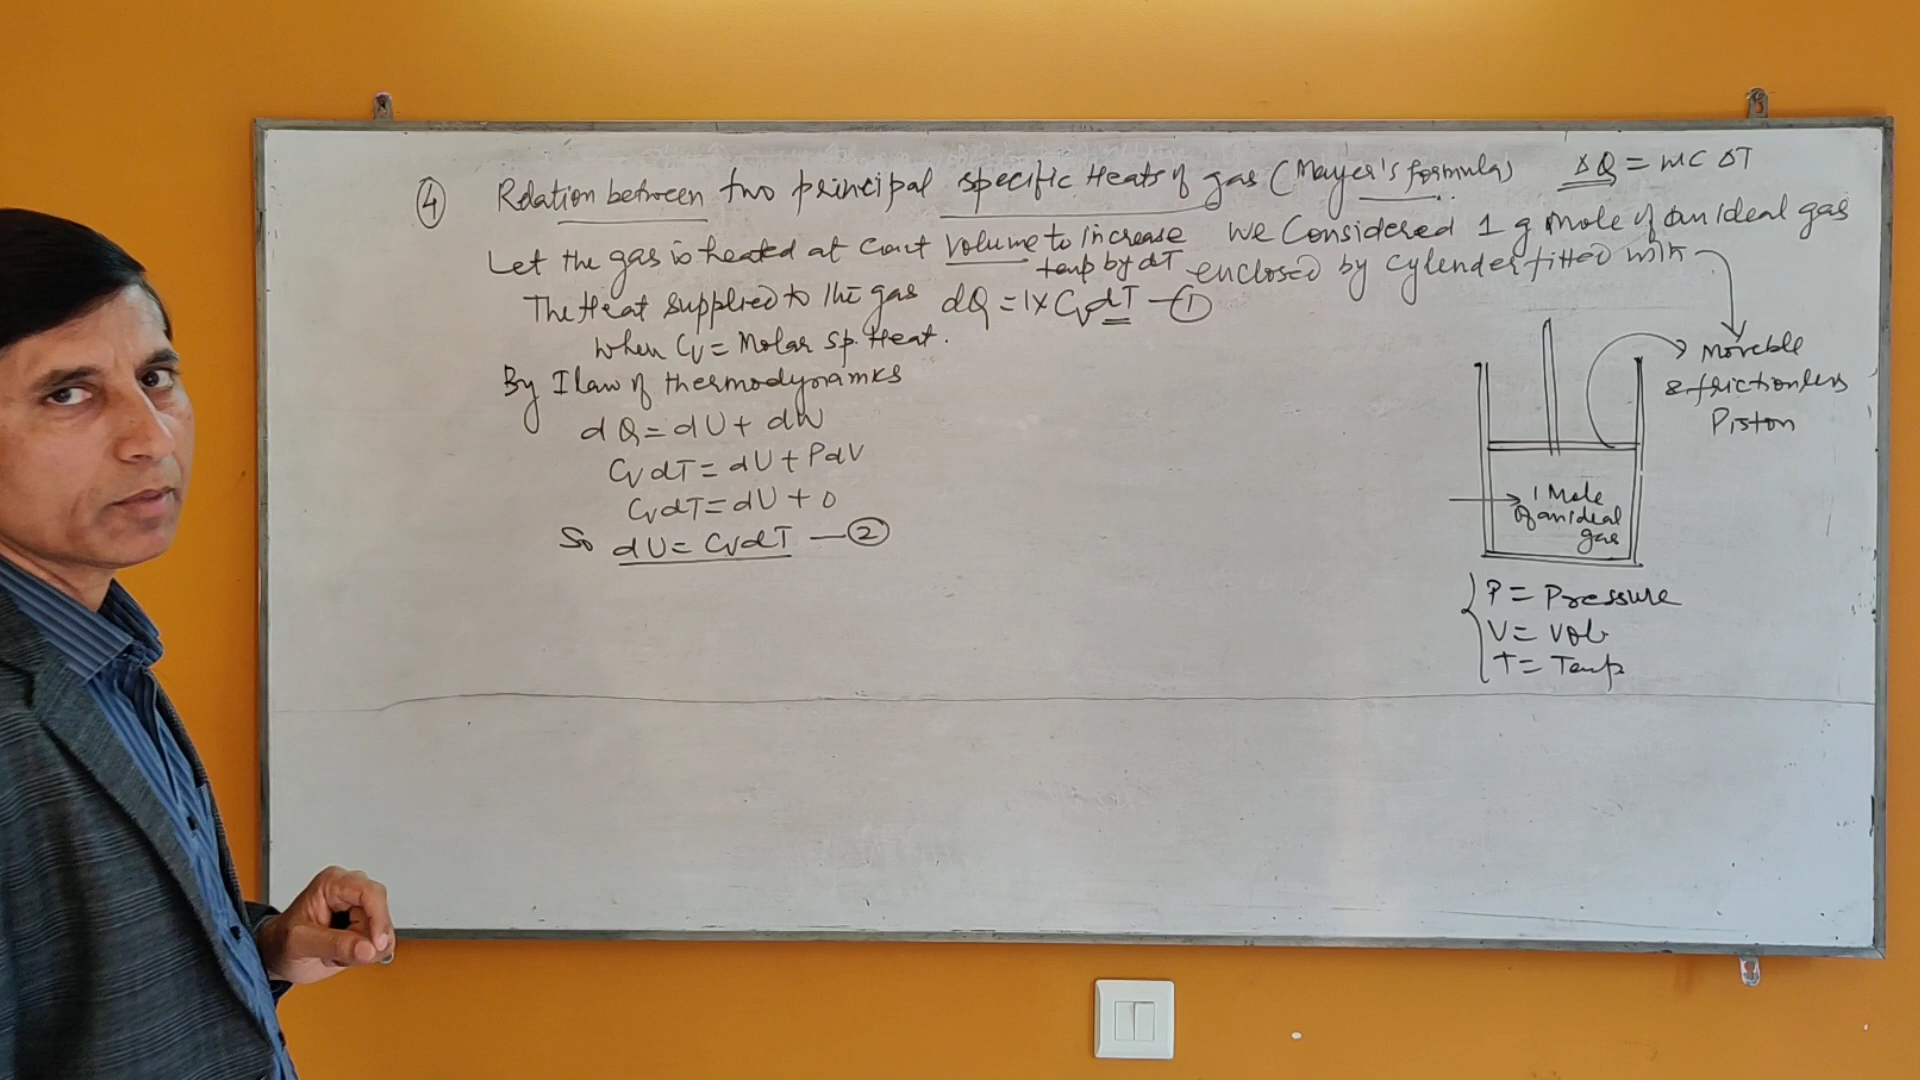 ④ Relation between two principal specific Heats of gas (Mayer's formula)
ΔQ = mC ΔT
Let the gas is heated at const volume to increase
temp by dT
The Heat supplied to the gas dQ = 1× CvdT —①
when Cv = Molar Sp. Heat.
By I law of thermodynamics
dQ = dU + dW
CvdT = dU + PdV
CvdT = dU + 0
So dU = CvdT —②
We Considered 1 g mole of an Ideal gas
enclosed by cylender fitted with
Moveble
& frictionless
Piston
1 Mole
of an ideal
gas
P = Pressure
V = Vol.
T = Temp